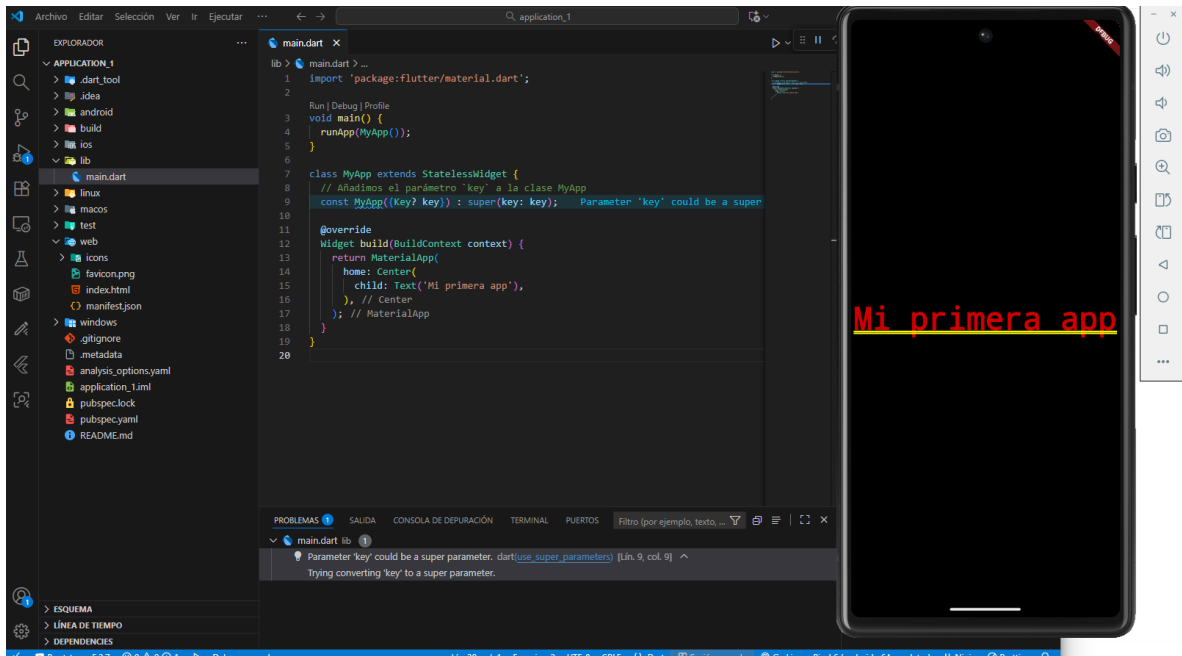 Archivo Editar Selección Ver Ir Ejecutar ...
application_1
EXPLORADOR ...
APPLICATION_1
.dart_tool
.idea
android
build
ios
lib
main.dart
linux
macos
test
web
icons
favicon.png
index.html
manifest.json
windows
.gitignore
.metadata
analysis_options.yaml
application_1.iml
pubspec.lock
pubspec.yaml
README.md
ESQUEMA
LÍNEA DE TIEMPO
DEPENDENCIES
main.dart
lib > main.dart > ...
1 import 'package:flutter/material.dart';
2
Run | Debug | Profile
3 void main() {
4 runApp(MyApp());
5 }
6
7 class MyApp extends StatelessWidget {
8 // Añadimos el parámetro `key` a la clase MyApp
9 const MyApp({Key? key}) : super(key: key); Parameter 'key' could be a super
10
11 @override
12 Widget build(BuildContext context) {
13 return MaterialApp(
14 home: Center(
15 child: Text('Mi primera app'),
16 ), // Center
17 ); // MaterialApp
18 }
19 }
20
PROBLEMAS 1 SALIDA CONSOLA DE DEPURACIÓN TERMINAL PUERTOS Filtro (por ejemplo, texto, ...
main.dart lib 1
Parameter 'key' could be a super parameter. dart(use_super_parameters) [Lín. 9, col. 9]
Trying converting 'key' to a super parameter.
DEBUG
Mi primera app